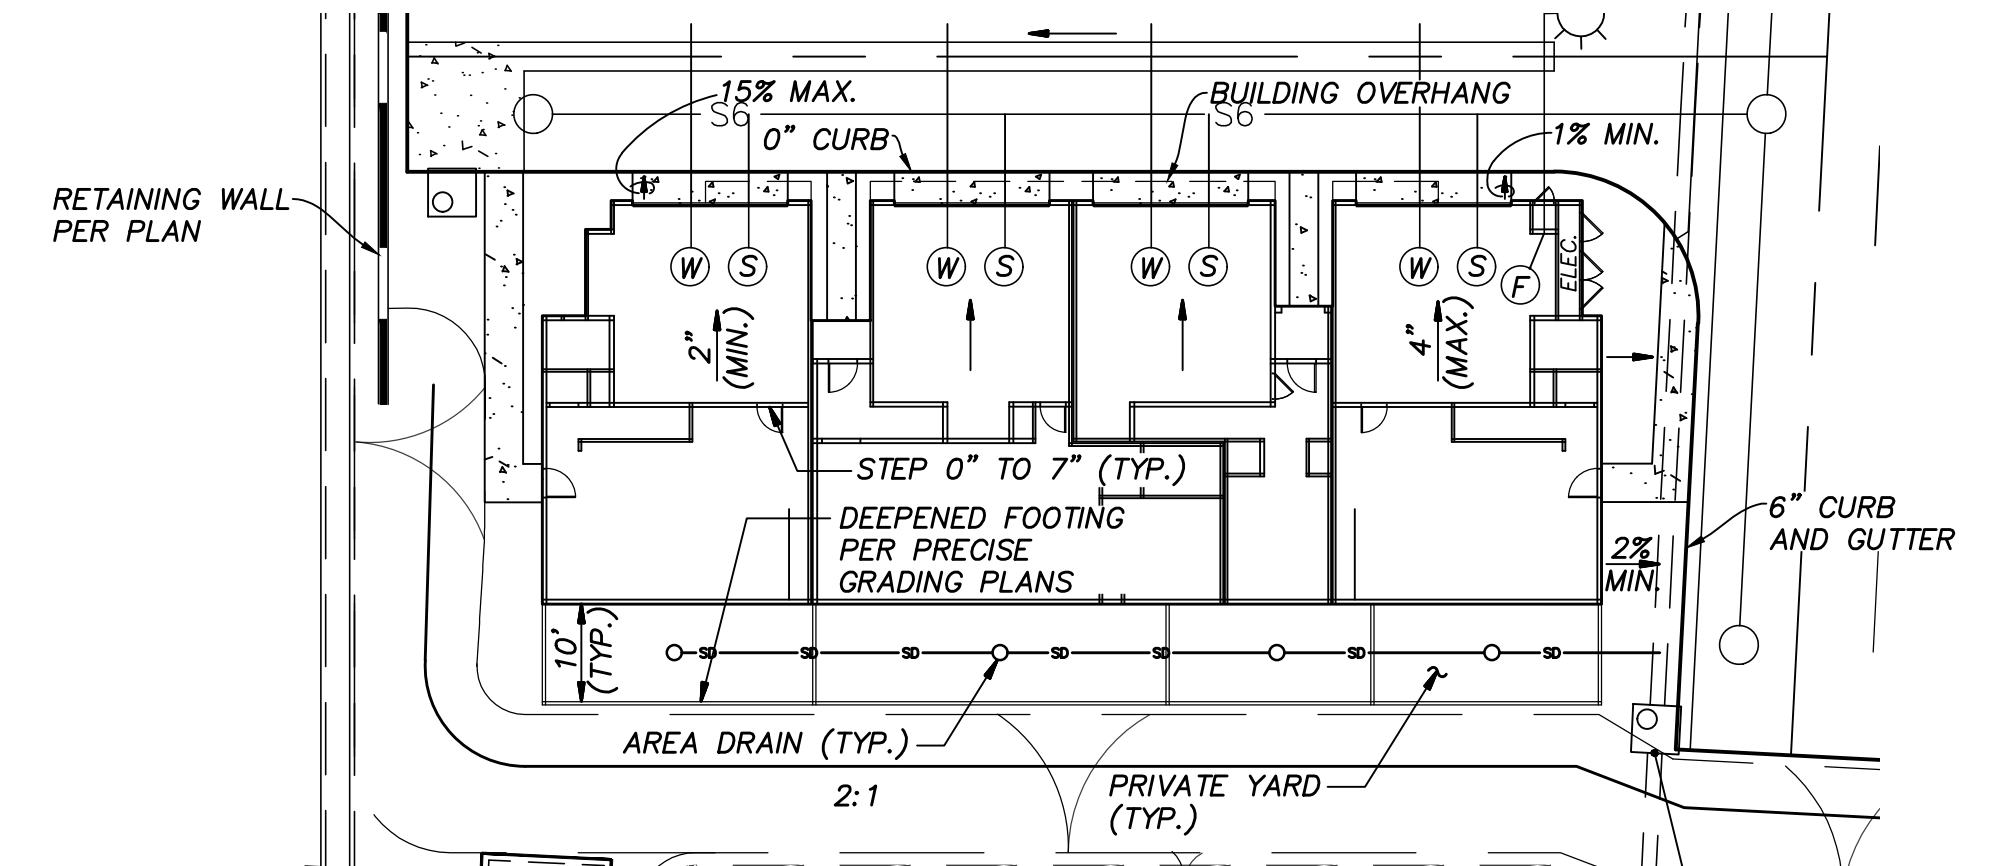 15% MAX.
BUILDING OVERHANG
S6
S6
0" CURB
1% MIN.
RETAINING WALL
PER PLAN
W
S
W
S
W
S
W
S
F
ELEC.
2"
(MIN.)
4"
(MAX.)
STEP 0" TO 7" (TYP.)
DEEPENED FOOTING
PER PRECISE
GRADING PLANS
6" CURB
AND GUTTER
2%
MIN.
10'
(TYP.)
SD
SD
SD
SD
SD
SD
SD
AREA DRAIN (TYP.)
2:1
PRIVATE YARD
(TYP.)